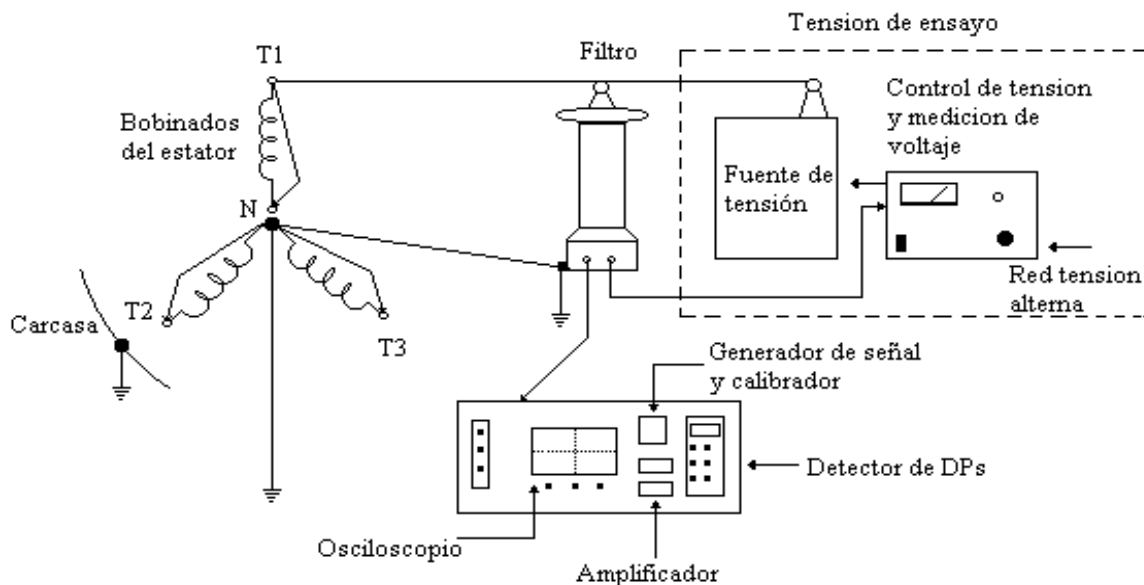 Tension de ensayo
T1
Filtro
Control de tension
y medicion de
voltaje
Bobinados
del estator
Fuente de
tensión
N
Red tension
alterna
T2
Carcasa
T3
Generador de señal
y calibrador
Detector de DPs
Osciloscopio
Amplificador